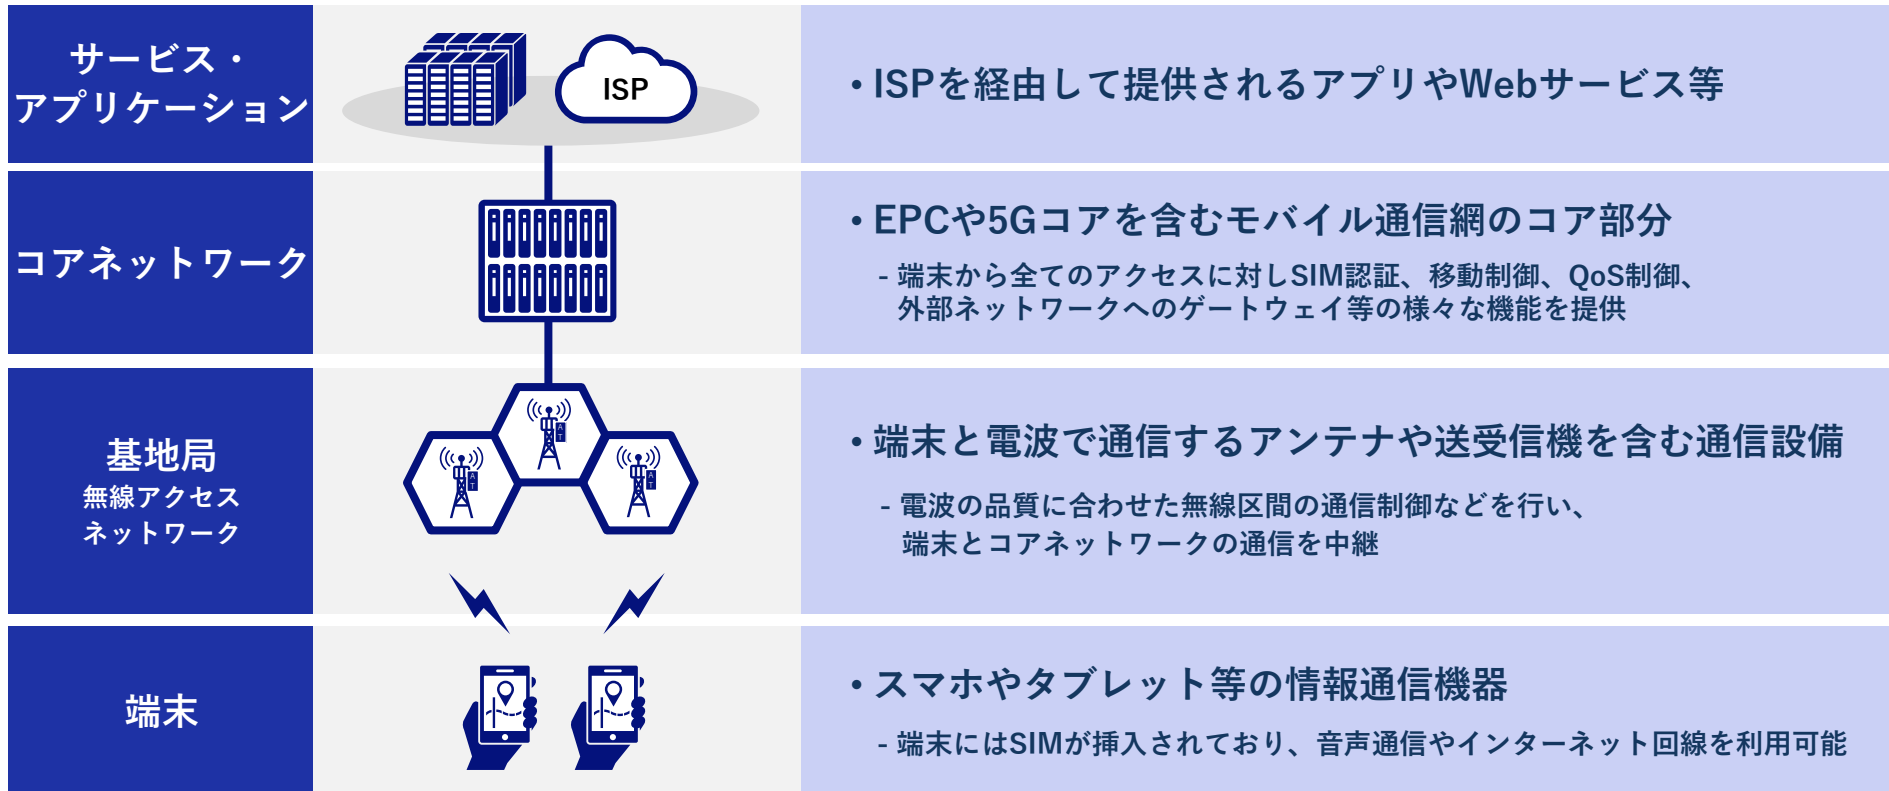 サービス・
アプリケーション
ISP
・ISPを経由して提供されるアプリやWebサービス等
コアネットワーク
・EPCや5Gコアを含むモバイル通信網のコア部分
- 端末から全てのアクセスに対しSIM認証、移動制御、QoS制御、
外部ネットワークへのゲートウェイ等の様々な機能を提供
基地局
無線アクセス
ネットワーク
・端末と電波で通信するアンテナや送受信機を含む通信設備
- 電波の品質に合わせた無線区間の通信制御などを行い、
端末とコアネットワークの通信を中継
端末
・スマホやタブレット等の情報通信機器
- 端末にはSIMが挿入されており、音声通信やインターネット回線を利用可能